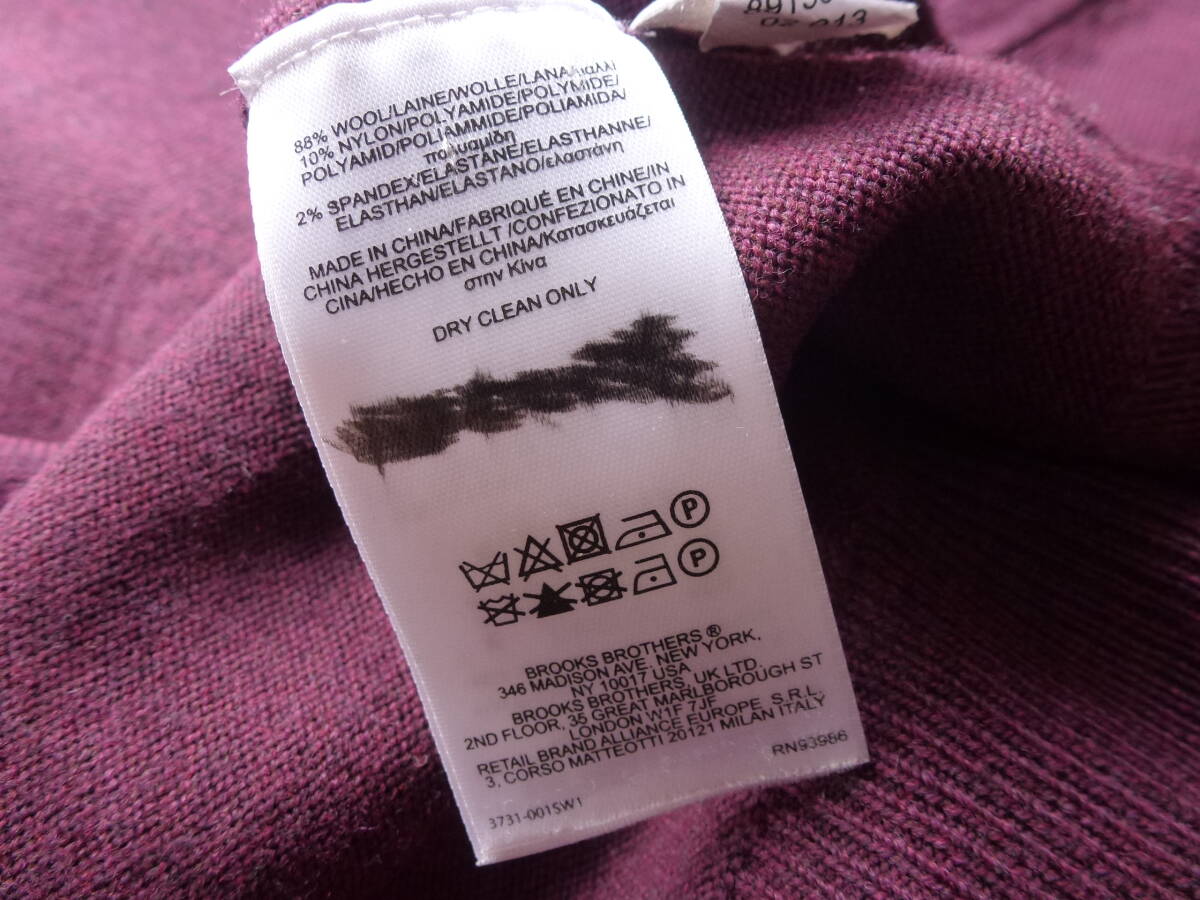 02 213
88% WOOL/LAINE/WOLLE/LANA/μαλλί
10% NYLON/POLYAMIDE/POLYMIDE/
POLYAMID/POLIAMMIDE/POLIAMIDA/
πολυαμίδη
2% SPANDEX/ELASTANE/ELASTHANNE/
ELASTHAN/ELASTANO/ελαστάνη
MADE IN CHINA/FABRIQUÉ EN CHINE/IN
CHINA HERGESTELLT /CONFEZIONATO IN
CINA/HECHO EN CHINA/Κατασκευάζεται
στην Κίνα
DRY CLEAN ONLY
P
P
BROOKS BROTHERS ®
346 MADISON AVE, NEW YORK,
NY 10017 USA
BROOKS BROTHERS, UK LTD.
2ND FLOOR, 35 GREAT MARLBOROUGH ST
LONDON W1F 7JF
RETAIL BRAND ALLIANCE EUROPE, S.R.L.
3, CORSO MATTEOTTI 20121 MILAN ITALY
RN93986
3731-001SW1